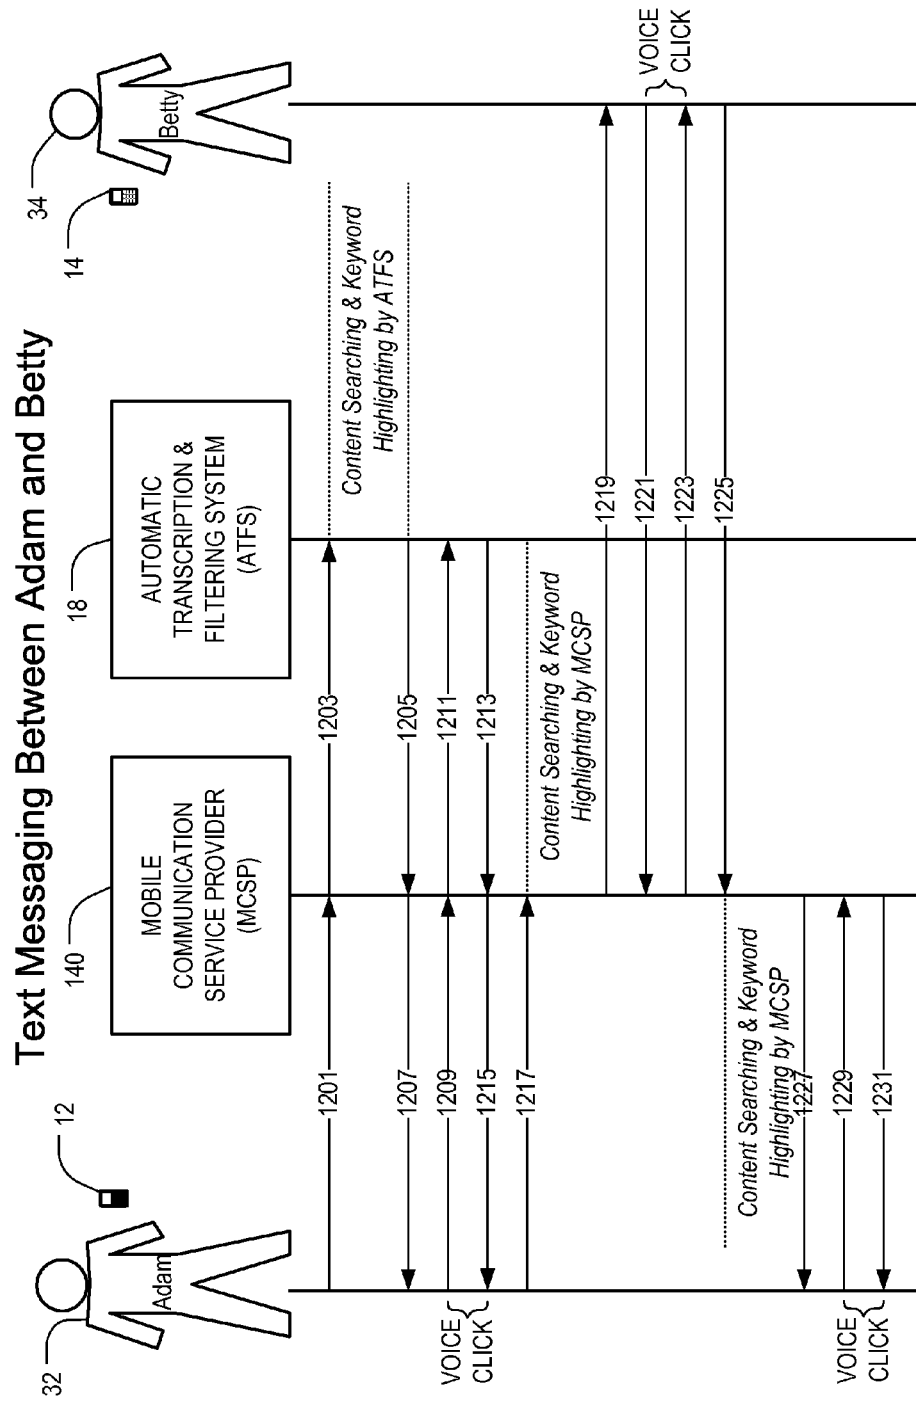 Text Messaging Between Adam and Betty
32
12
14
34
Adam
Betty
140
MOBILE
COMMUNICATION
SERVICE PROVIDER
(MCSP)
18
AUTOMATIC
TRANSCRIPTION &
FILTERING SYSTEM
(ATFS)
1201
1203
Content Searching & Keyword
Highlighting by ATFS
1205
1207
1209
1211
1213
1215
VOICE
CLICK
1217
Content Searching & Keyword
Highlighting by MCSP
1219
1221
1223
VOICE
CLICK
1225
Content Searching & Keyword
Highlighting by MCSP
1227
1229
1231
VOICE
CLICK